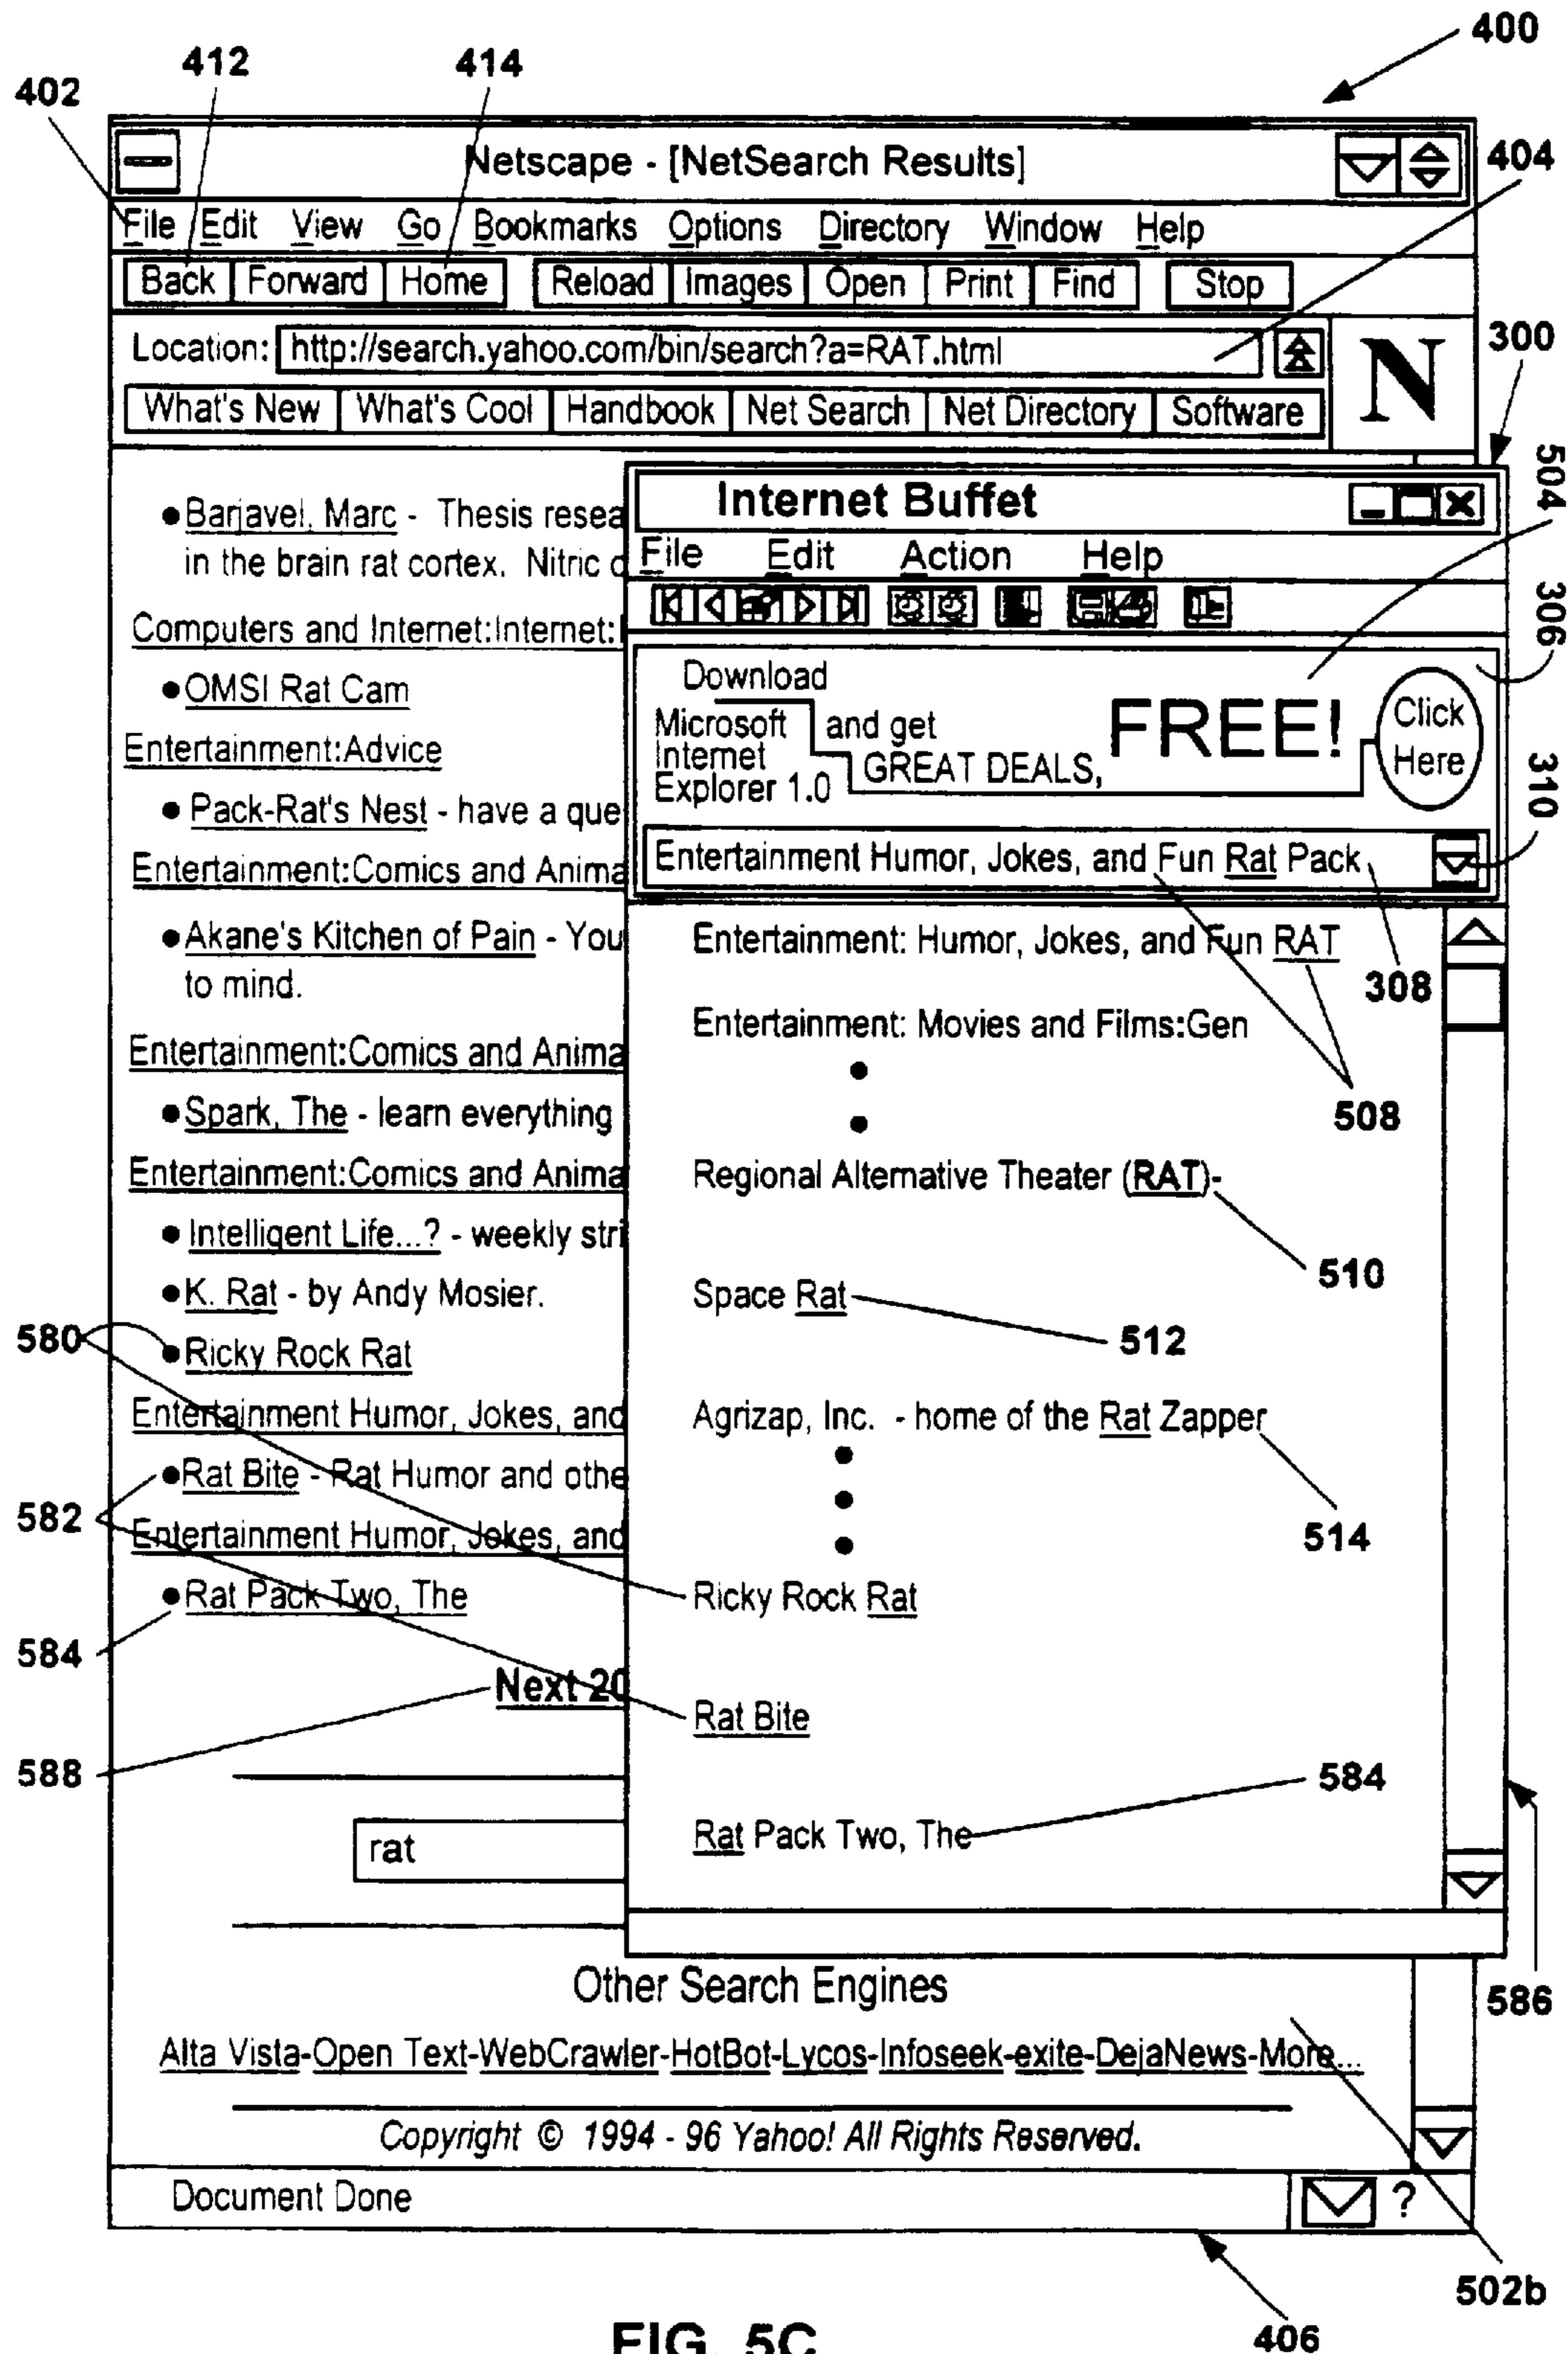 400
412
414
402
Netscape - [NetSearch Results]
404
File Edit View Go Bookmarks Options Directory Window Help
Back Forward Home Reload Images Open Print Find Stop
300
Location: http://search.yahoo.com/bin/search?a=RAT.html
N
What's New What's Cool Handbook Net Search Net Directory Software
504
306
310
•Barjavel, Marc - Thesis resea
in the brain rat cortex. Nitric
Computers and Internet:Internet:
•OMSI Rat Cam
Entertainment:Advice
• Pack-Rat's Nest - have a que
Entertainment:Comics and Anima
•Akane's Kitchen of Pain - You
to mind.
Entertainment:Comics and Anima
•Spark, The - learn everything
Entertainment:Comics and Anima
• Intelligent Life...? - weekly stri
•K. Rat - by Andy Mosier.
580
•Ricky Rock Rat
Entertainment Humor, Jokes, and
•Rat Bite - Rat Humor and othe
582
Entertainment Humor, Jokes, and
•Rat Pack Two, The
584
Next 20
588
rat
Internet Buffet
File Edit Action Help
Download
Microsoft
Internet
Explorer 1.0
and get
GREAT DEALS,
FREE!
Click
Here
Entertainment Humor, Jokes, and Fun Rat Pack
Entertainment: Humor, Jokes, and Fun RAT
308
Entertainment: Movies and Films:Gen
•
•
508
Regional Alternative Theater (RAT)-
510
Space Rat
512
Agrizap, Inc. - home of the Rat Zapper
•
•
•
514
Ricky Rock Rat
Rat Bite
584
Rat Pack Two, The
586
Other Search Engines
Alta Vista-Open Text-WebCrawler-HotBot-Lycos-Infoseek-exite-DejaNews-More...
Copyright © 1994 - 96 Yahoo! All Rights Reserved.
Document Done
?
502b
406
FIG. 5C